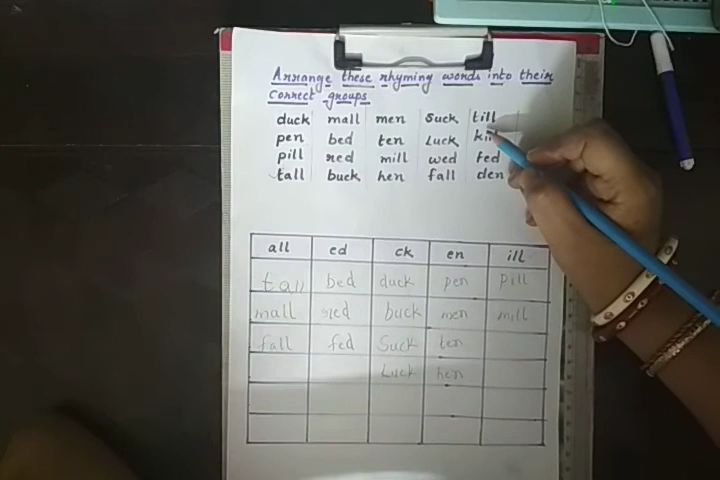 Arrange these rhyming words into their
correct groups
duck mall men Suck till
pen bed ten Luck
pill red mill wed Fed
tall buck hen fall den
all ed ck en ill
tall bed duck pen pill
mall red buck men mill
fall fed Suck ten
Luck hen